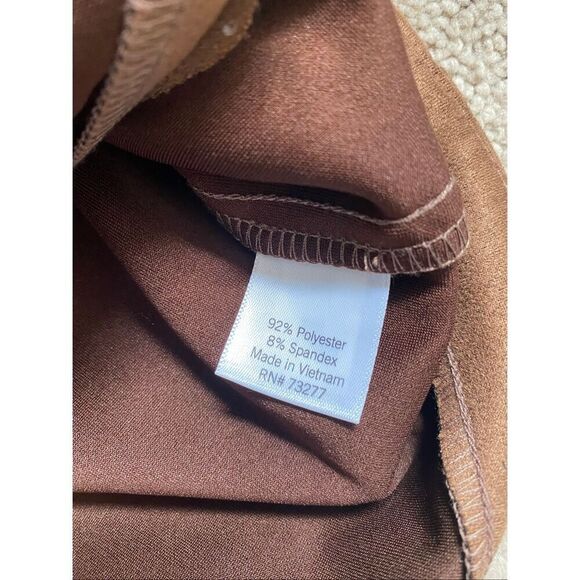 92% Polyester
8% Spandex
Made in Vietnam
RN# 73277